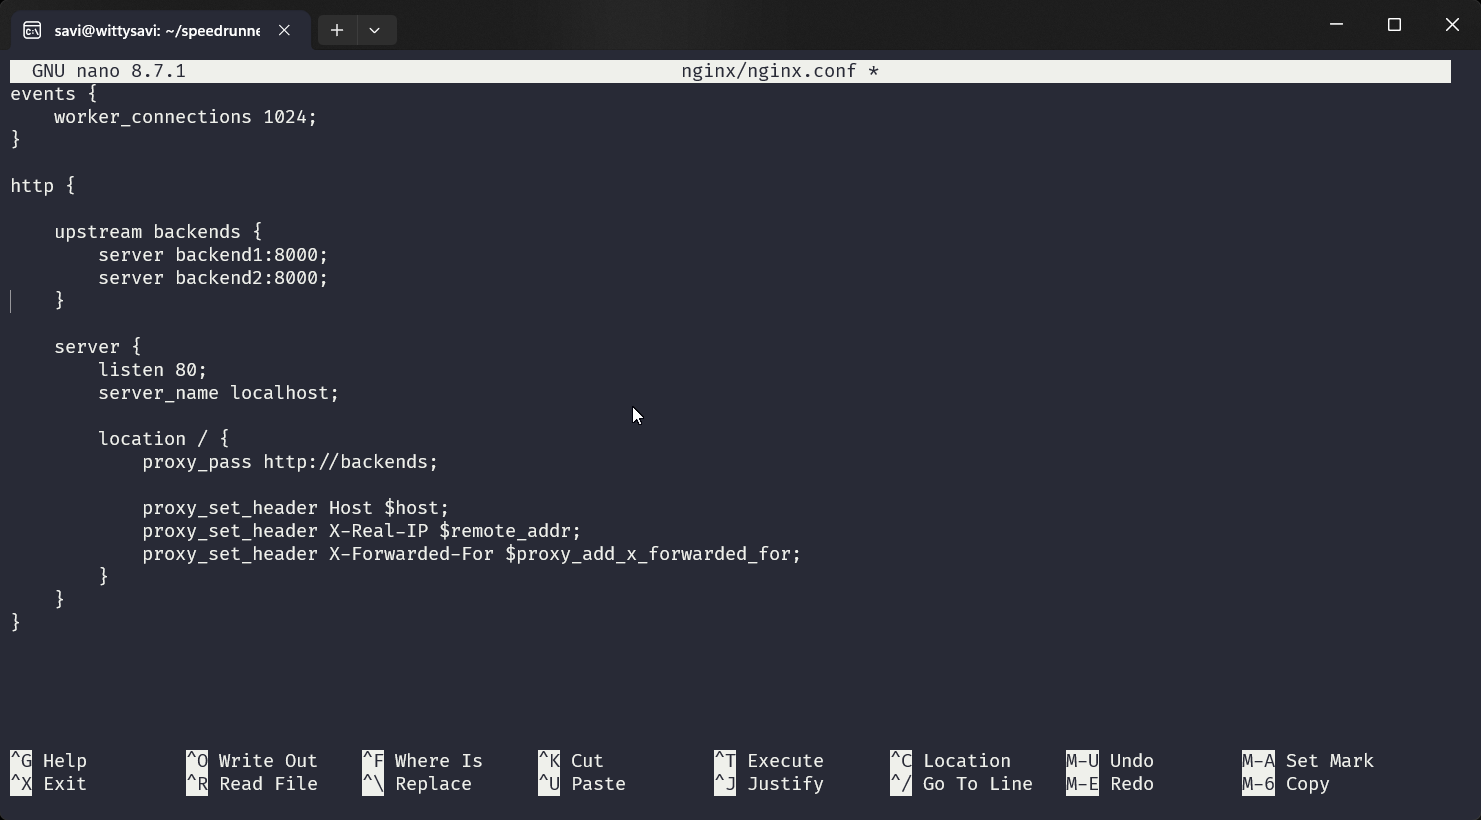 savi@wittysavi: ~/speedrunne
GNU nano 8.7.1 nginx/nginx.conf *
events {
    worker_connections 1024;
}

http {

    upstream backends {
        server backend1:8000;
        server backend2:8000;
    }

    server {
        listen 80;
        server_name localhost;

        location / {
            proxy_pass http://backends;

            proxy_set_header Host $host;
            proxy_set_header X-Real-IP $remote_addr;
            proxy_set_header X-Forwarded-For $proxy_add_x_forwarded_for;
        }
    }
}

^G Help ^O Write Out ^F Where Is ^K Cut ^T Execute ^C Location M-U Undo M-A Set Mark
^X Exit ^R Read File ^\ Replace ^U Paste ^J Justify ^/ Go To Line M-E Redo M-6 Copy